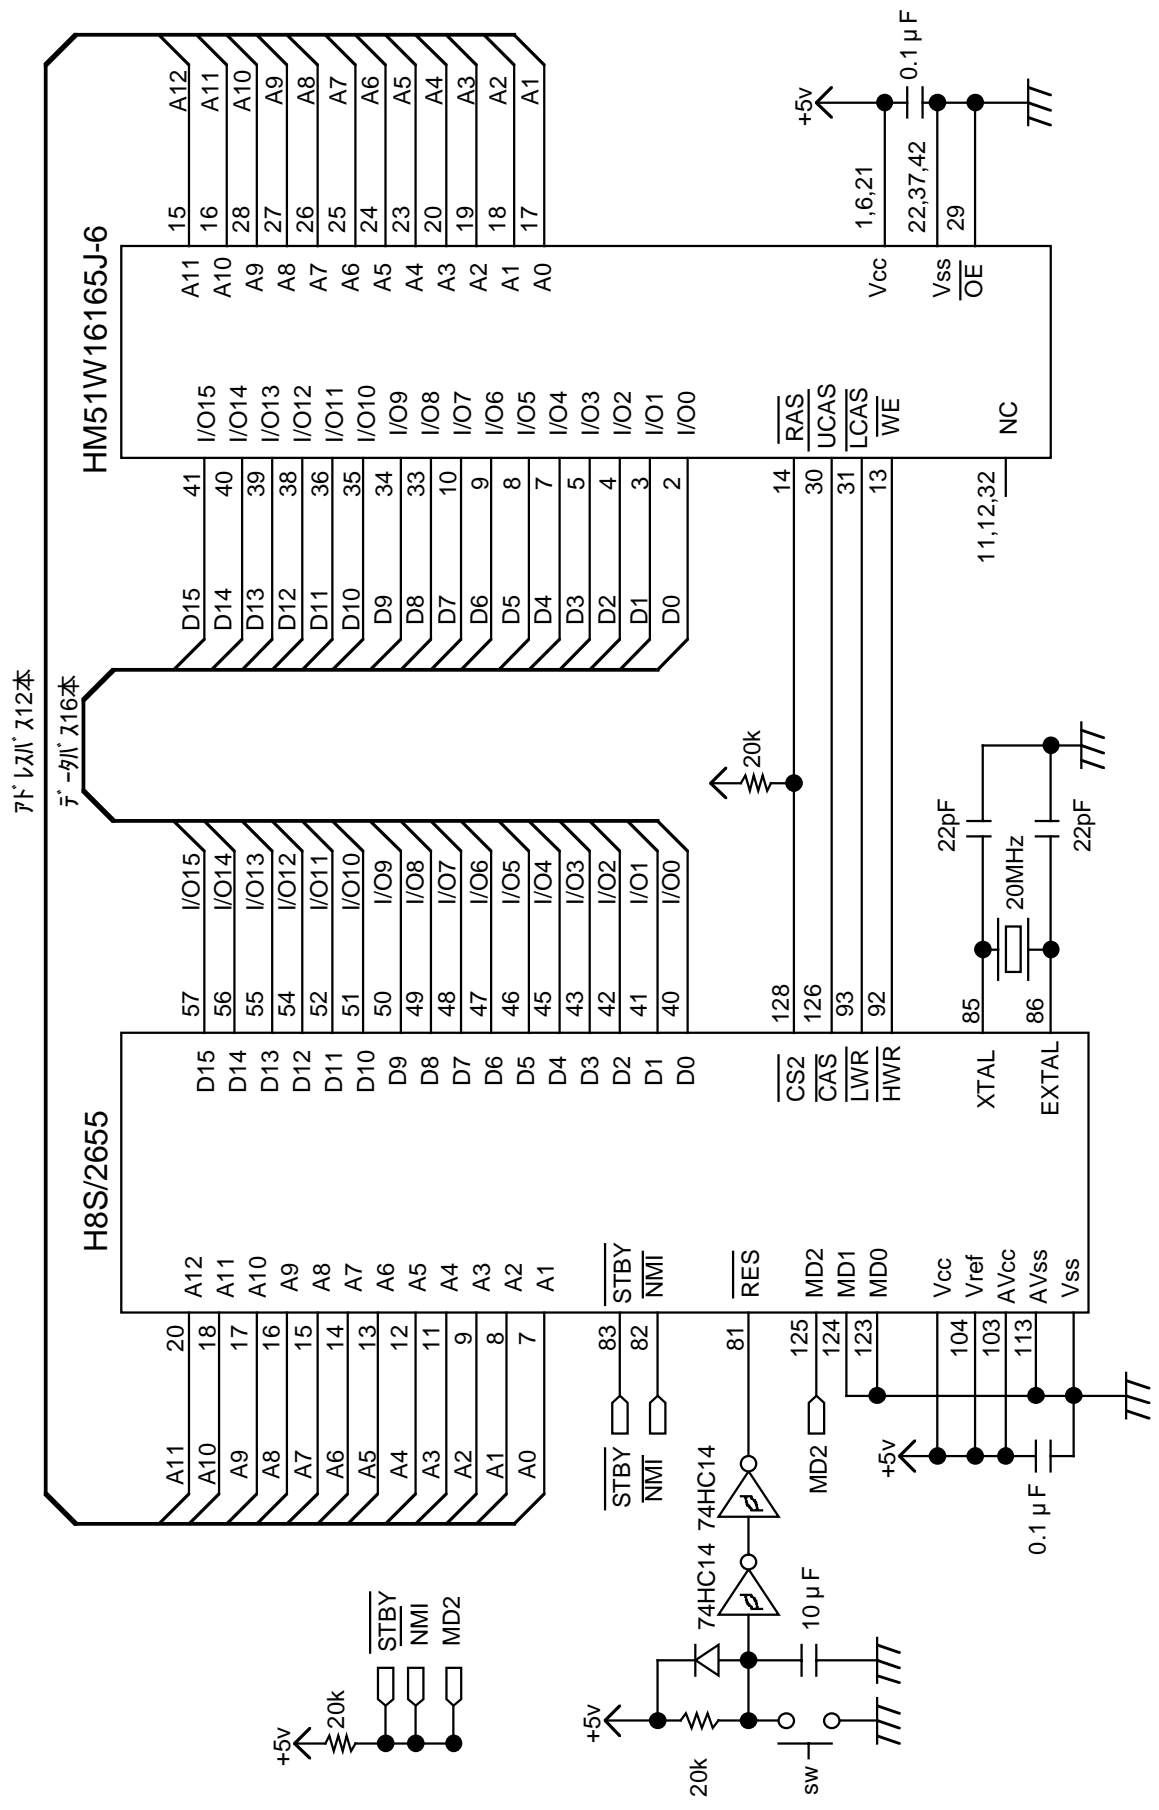 アドレスバス12本
データバス16本
H8S/2655
HM51W16165J-6
A11 20 A12
A10 18 A11
A9 17 A10
A8 16 A9
A7 15 A8
A6 14 A7
A5 13 A6
A4 12 A5
A3 11 A4
A2 9 A3
A1 8 A2
A0 7 A1
D15 57 I/O15
D14 56 I/O14
D13 55 I/O13
D12 54 I/O12
D11 52 I/O11
D10 51 I/O10
D9 50 I/O9
D8 49 I/O8
D7 48 I/O7
D6 47 I/O6
D5 46 I/O5
D4 45 I/O4
D3 43 I/O3
D2 42 I/O2
D1 41 I/O1
D0 40 I/O0
D15 41 I/O15
D14 40 I/O14
D13 39 I/O13
D12 38 I/O12
D11 36 I/O11
D10 35 I/O10
D9 34 I/O9
D8 33 I/O8
D7 10 I/O7
D6 9 I/O6
D5 8 I/O5
D4 7 I/O4
D3 5 I/O3
D2 4 I/O2
D1 3 I/O1
D0 2 I/O0
A11 15 A12
A10 16 A11
A9 28 A10
A8 27 A9
A7 26 A8
A6 25 A7
A5 24 A6
A4 23 A5
A3 20 A4
A2 19 A3
A1 18 A2
A0 17 A1
+5v
20k
STBY
NMI
MD2
STBY 83 STBY
NMI 82 NMI
+5v
20k
sw
10μF
74HC14
74HC14
81 RES
MD2 125 MD2
124 MD1
123 MD0
+5v
0.1μF
Vcc
104 Vref
103 AVcc
113 AVss
Vss
CS2 128
CAS 126
LWR 93
HWR 92
20k
14 RAS
30 UCAS
31 LCAS
13 WE
XTAL 85
EXTAL 86
20MHz
22pF
22pF
11,12,32 NC
Vcc 1,6,21
Vss 22,37,42
OE 29
+5v
0.1μF